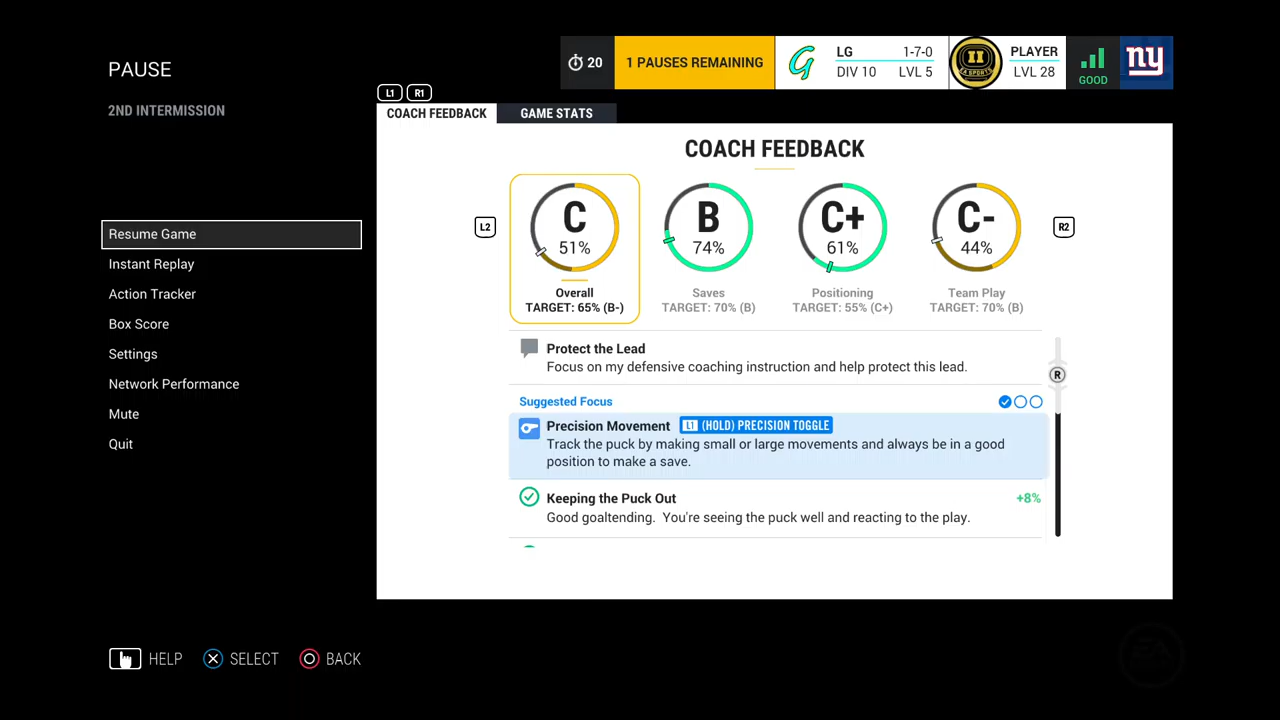 PAUSE
2ND INTERMISSION
20
1 PAUSES REMAINING
G
LG 1-7-0
DIV 10 LVL 5
II
EA SPORTS
PLAYER
LVL 28
GOOD
ny
L1 R1
COACH FEEDBACK GAME STATS
COACH FEEDBACK
L2
C
51%
Overall
TARGET: 65% (B-)
B
74%
Saves
TARGET: 70% (B)
C+
61%
Positioning
TARGET: 55% (C+)
C-
44%
Team Play
TARGET: 70% (B)
R2
Protect the Lead
Focus on my defensive coaching instruction and help protect this lead.
R
Suggested Focus
Precision Movement L1 (HOLD) PRECISION TOGGLE
Track the puck by making small or large movements and always be in a good
position to make a save.
Keeping the Puck Out +8%
Good goaltending. You're seeing the puck well and reacting to the play.
Resume Game
Instant Replay
Action Tracker
Box Score
Settings
Network Performance
Mute
Quit
HELP SELECT BACK
EA